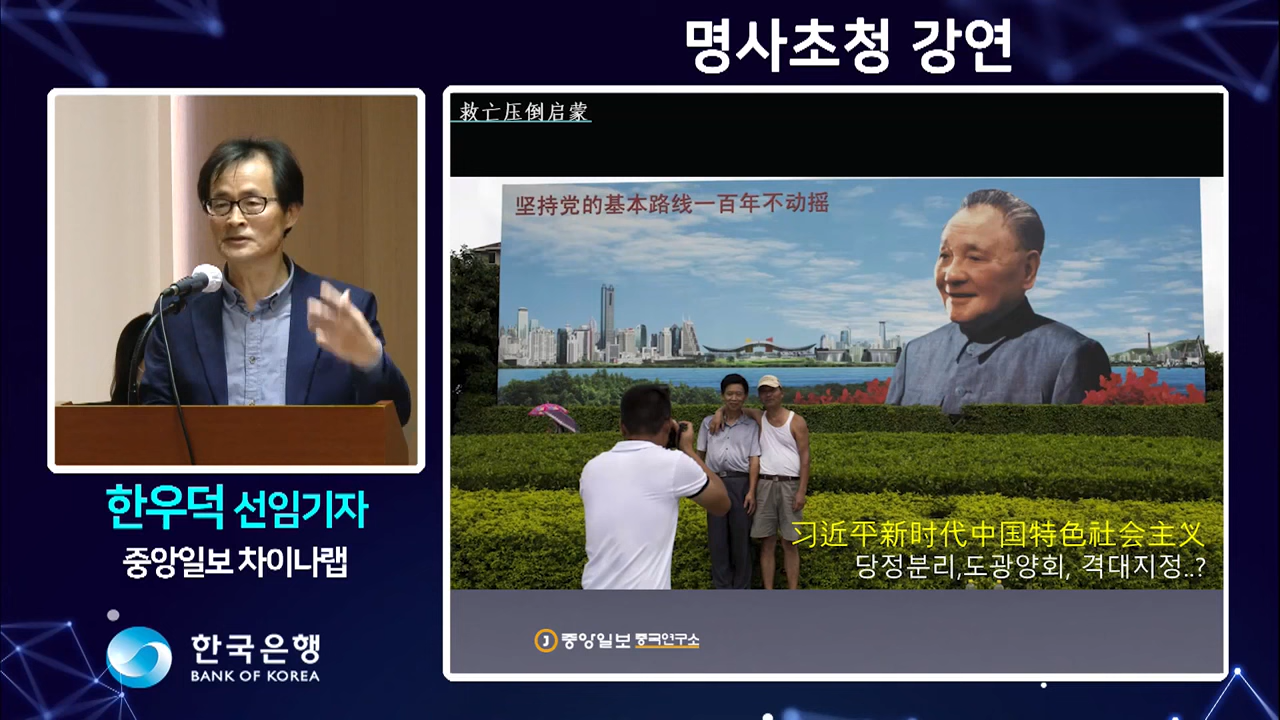 명사초청 강연
救亡压倒启蒙
坚持党的基本路线一百年不动摇
习近平新时代中国特色社会主义
당정분리,도광양회, 격대지정..?
J 중앙일보 중국연구소
한우덕 선임기자
중앙일보 차이나랩
한국은행
BANK OF KOREA